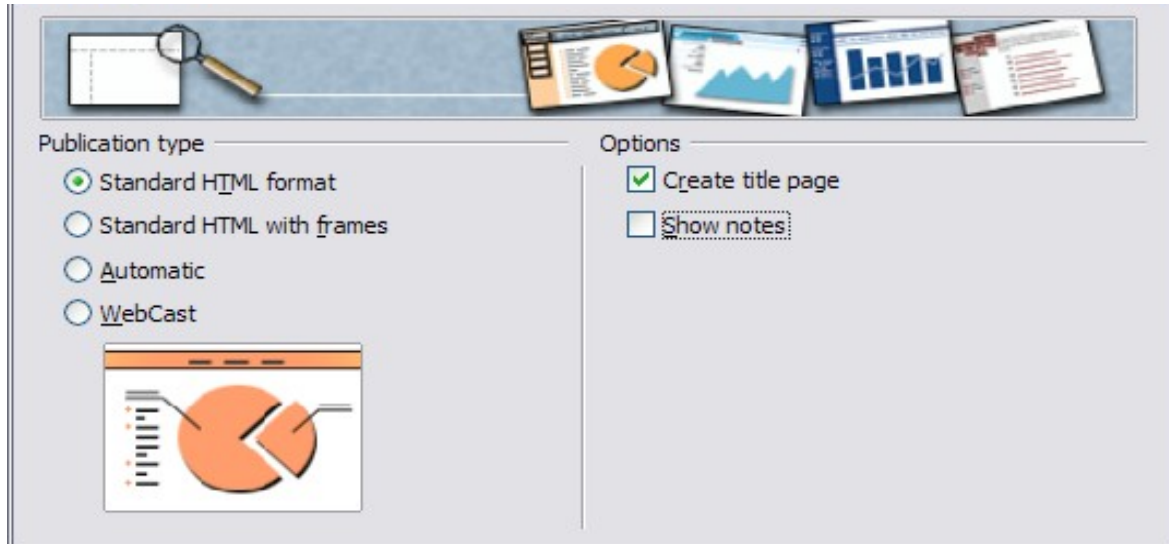 Publication type
Standard HTML format
Standard HTML with frames
Automatic
WebCast
Options
Create title page
Show notes